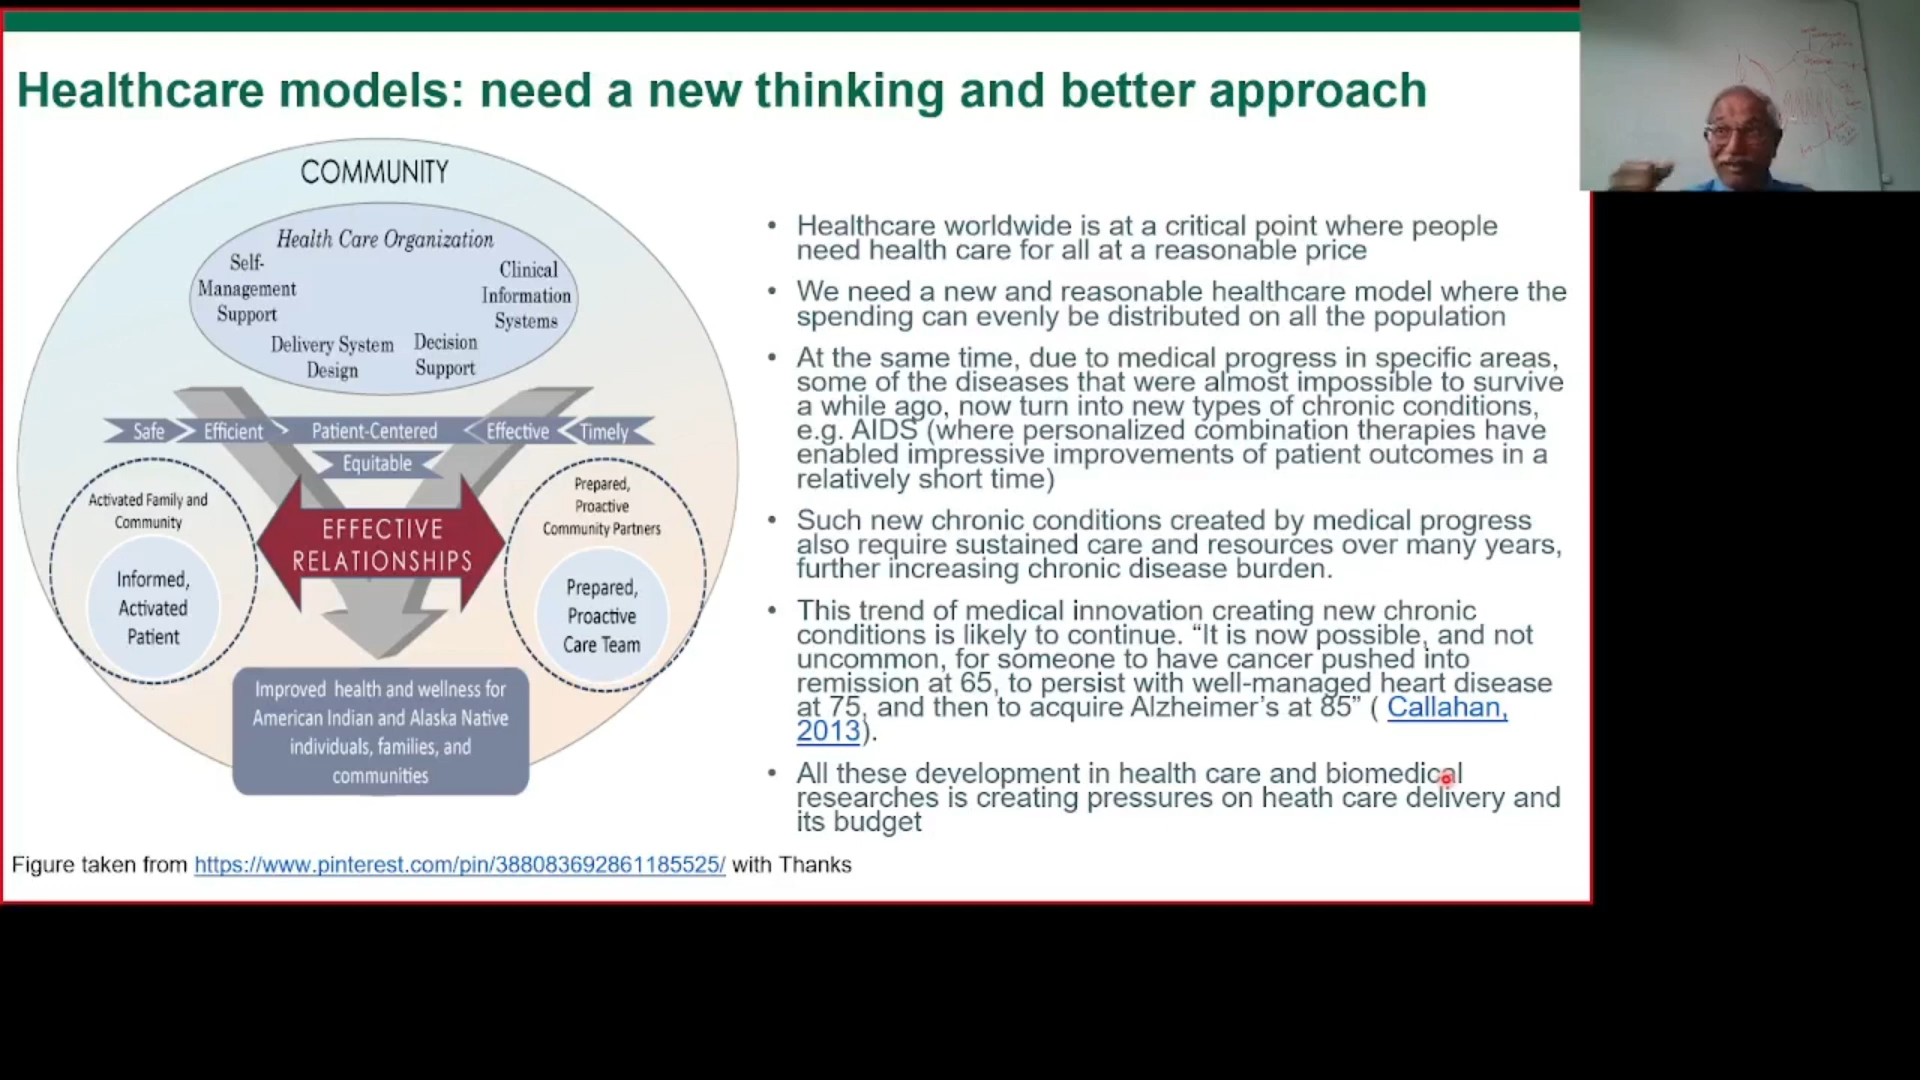 Healthcare models: need a new thinking and better approach
COMMUNITY
Health Care Organization
Self-
Management
Support
Clinical
Information
Systems
Delivery System
Design
Decision
Support
Safe
Efficient
Patient-Centered
Effective
Timely
Equitable
Activated Family and
Community
Informed,
Activated
Patient
EFFECTIVE
RELATIONSHIPS
Prepared,
Proactive
Community Partners
Prepared,
Proactive
Care Team
Improved health and wellness for
American Indian and Alaska Native
individuals, families, and
communities
• Healthcare worldwide is at a critical point where people
need health care for all at a reasonable price
• We need a new and reasonable healthcare model where the
spending can evenly be distributed on all the population
• At the same time, due to medical progress in specific areas,
some of the diseases that were almost impossible to survive
a while ago, now turn into new types of chronic conditions,
e.g. AIDS (where personalized combination therapies have
enabled impressive improvements of patient outcomes in a
relatively short time)
• Such new chronic conditions created by medical progress
also require sustained care and resources over many years,
further increasing chronic disease burden.
• This trend of medical innovation creating new chronic
conditions is likely to continue. “It is now possible, and not
uncommon, for someone to have cancer pushed into
remission at 65, to persist with well-managed heart disease
at 75, and then to acquire Alzheimer’s at 85” ( Callahan,
2013).
• All these development in health care and biomedical
researches is creating pressures on heath care delivery and
its budget
Figure taken from https://www.pinterest.com/pin/388083692861185525/ with Thanks